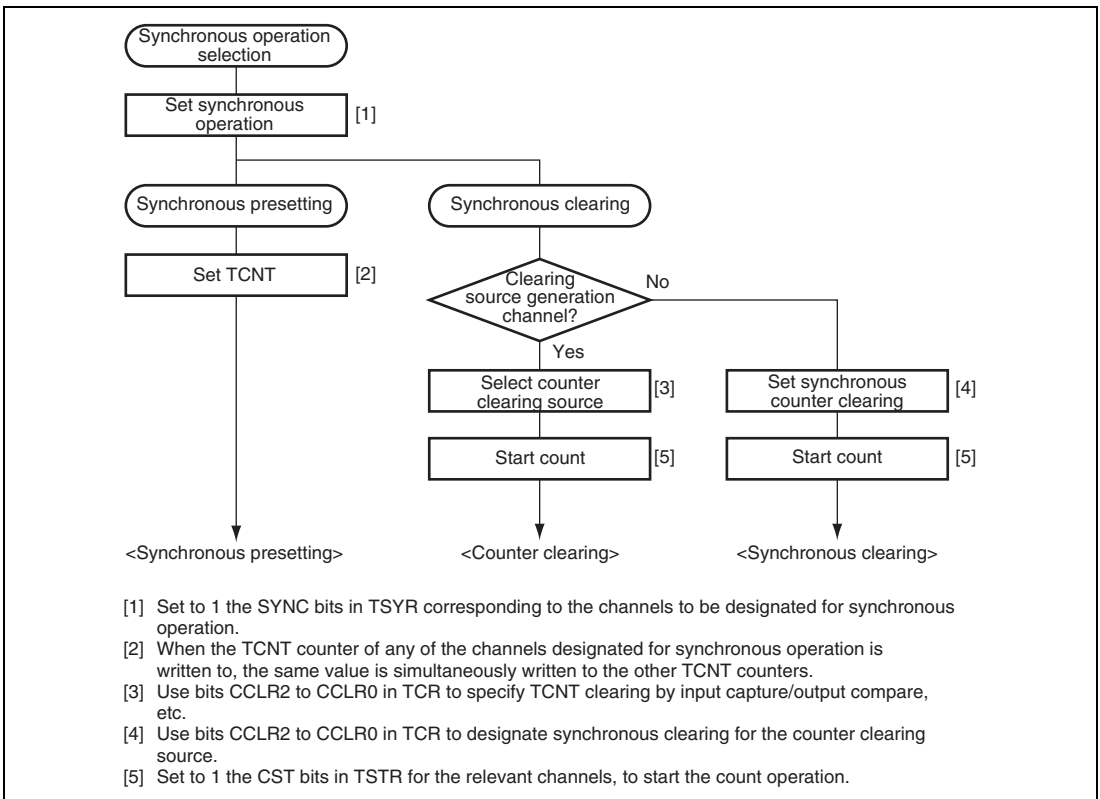 Synchronous operation
selection
Set synchronous
operation
[1]
Synchronous presetting
Synchronous clearing
Set TCNT
[2]
Clearing
source generation
channel?
No
Yes
Select counter
clearing source
[3]
Set synchronous
counter clearing
[4]
Start count
[5]
Start count
[5]
<Synchronous presetting>
<Counter clearing>
<Synchronous clearing>
[1] Set to 1 the SYNC bits in TSYR corresponding to the channels to be designated for synchronous
operation.
[2] When the TCNT counter of any of the channels designated for synchronous operation is
written to, the same value is simultaneously written to the other TCNT counters.
[3] Use bits CCLR2 to CCLR0 in TCR to specify TCNT clearing by input capture/output compare,
etc.
[4] Use bits CCLR2 to CCLR0 in TCR to designate synchronous clearing for the counter clearing
source.
[5] Set to 1 the CST bits in TSTR for the relevant channels, to start the count operation.